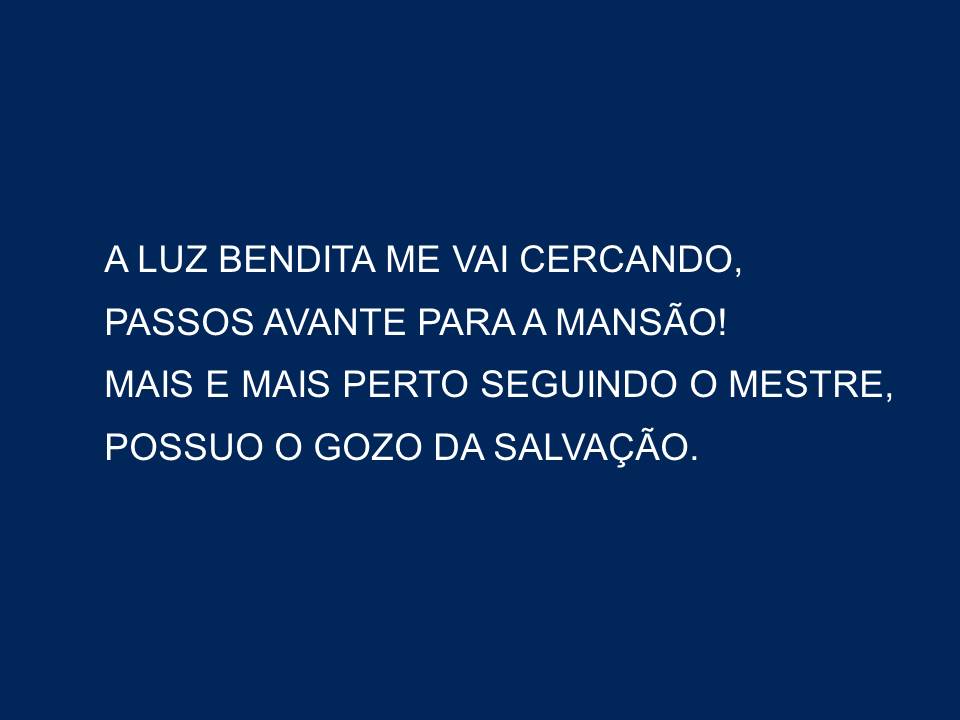 A LUZ BENDITA ME VAI CERCANDO,
PASSOS AVANTE PARA A MANSÃO!
MAIS E MAIS PERTO SEGUINDO O MESTRE,
POSSUO O GOZO DA SALVAÇÃO.